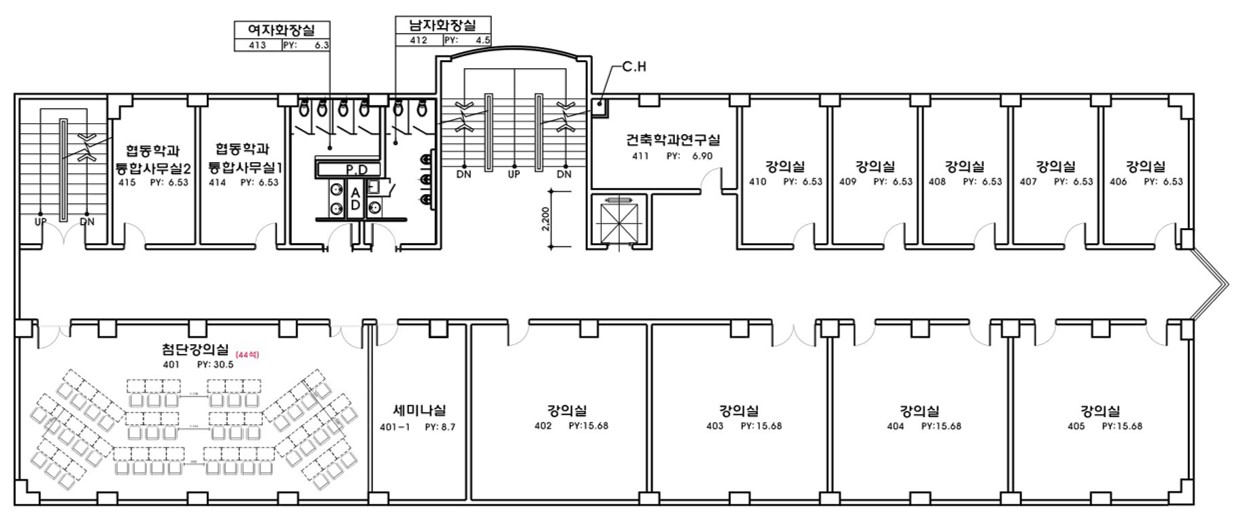 여자화장실
413 PY: 6.3
남자화장실
412 PY: 4.5
C.H
협동학과
통합사무실2
415 PY: 6.53
협동학과
통합사무실1
414 PY: 6.53
P.D
A
D
UP DN
DN UP DN
2,200
건축학과연구실
411 PY: 6.90
강의실
410 PY: 6.53
강의실
409 PY: 6.53
강의실
408 PY: 6.53
강의실
407 PY: 6.53
강의실
406 PY: 6.53
첨단강의실 (44석)
401 PY: 30.5
세미나실
401-1 PY: 8.7
강의실
402 PY:15.68
강의실
403 PY:15.68
강의실
404 PY:15.68
강의실
405 PY:15.68